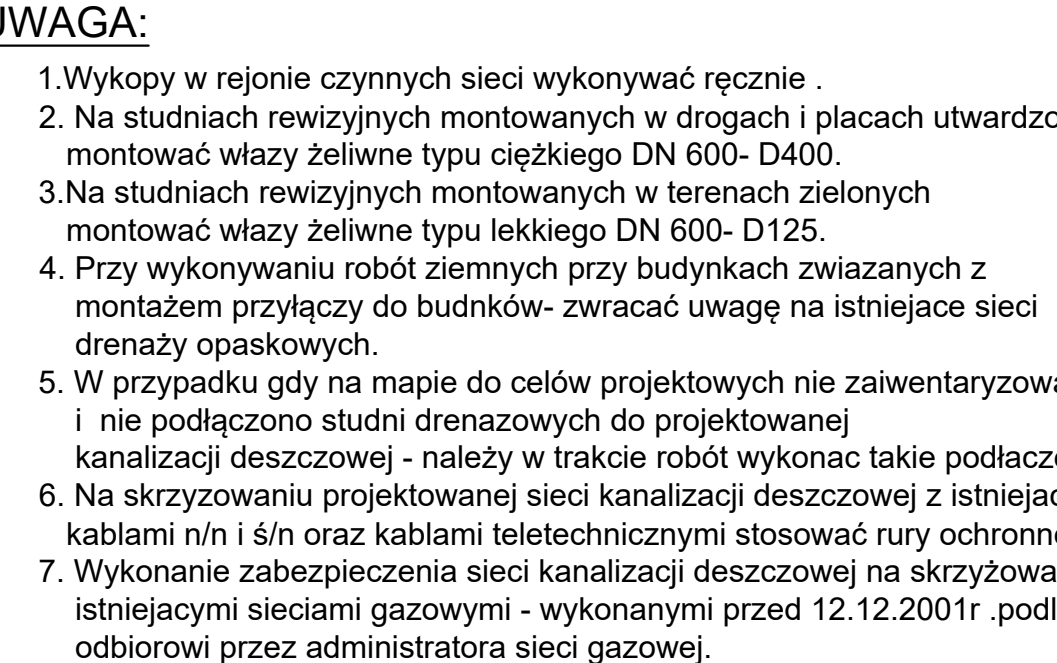 UWAGA:
1.Wykopy w rejonie czynnych sieci wykonywać ręcznie .
2. Na studniach rewizyjnych montowanych w drogach i placach utwardzo
montować włazy żeliwne typu ciężkiego DN 600- D400.
3.Na studniach rewizyjnych montowanych w terenach zielonych
montować włazy żeliwne typu lekkiego DN 600- D125.
4. Przy wykonywaniu robót ziemnych przy budynkach zwiazanych z
montażem przyłączy do budnków- zwracać uwagę na istniejace sieci
drenaży opaskowych.
5. W przypadku gdy na mapie do celów projektowych nie zaiwentaryzowa
i nie podłączono studni drenazowych do projektowanej
kanalizacji deszczowej - należy w trakcie robót wykonac takie podłacze
6. Na skrzyzowaniu projektowanej sieci kanalizacji deszczowej z istniejac
kablami n/n i ś/n oraz kablami teletechnicznymi stosować rury ochronne
7. Wykonanie zabezpieczenia sieci kanalizacji deszczowej na skrzyżowa
istniejacymi sieciami gazowymi - wykonanymi przed 12.12.2001r .podl
odbiorowi przez administratora sieci gazowej.